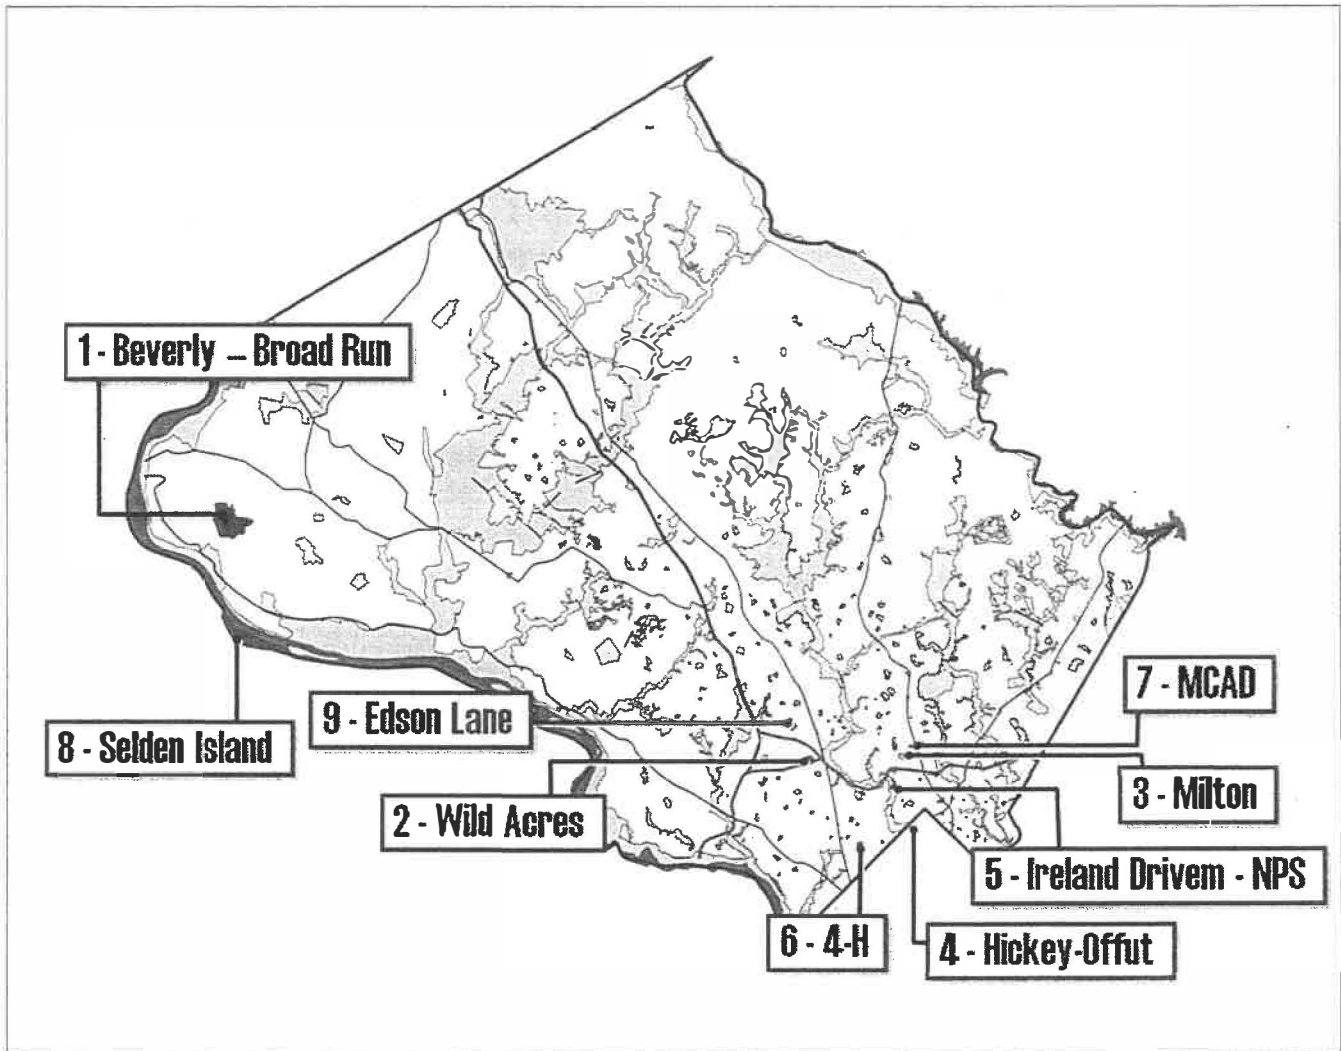 1 - Beverly – Broad Run
7 - MCAD
9 - Edson Lane
8 - Selden Island
3 - Milton
2 - Wild Acres
5 - Ireland Drivem - NPS
6 - 4-H
4 - Hickey-Offut